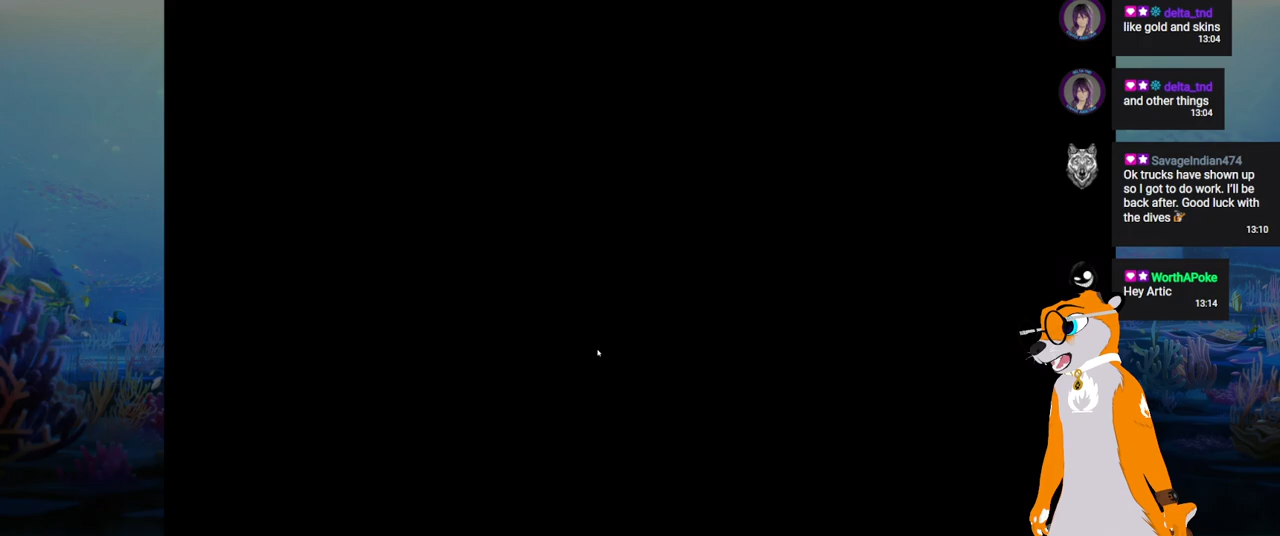 delta_tnd
like gold and skins
13:04
delta_tnd
and other things
13:04
SavageIndian474
Ok trucks have shown up
so I got to do work. I'll be
back after. Good luck with
the dives
13:10
WorthAPoke
Hey Artic
13:14